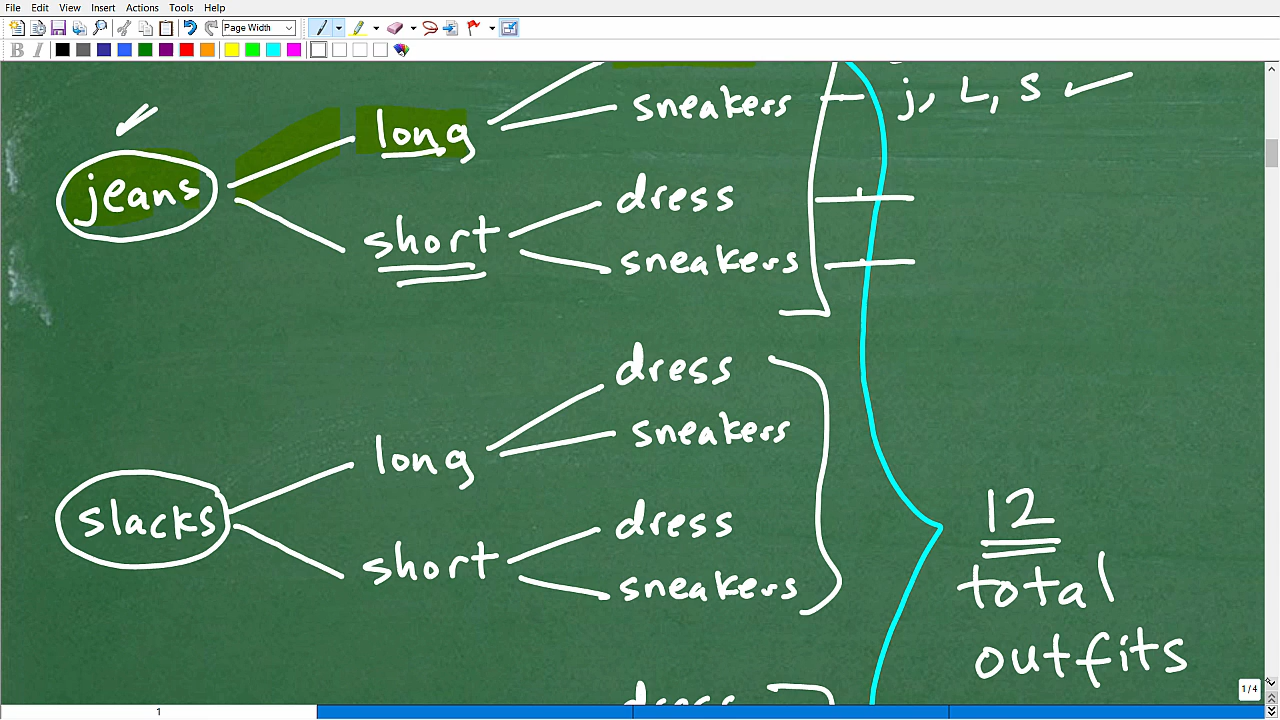 File Edit View Insert Actions Tools Help
Page Width
B I
j, L, S
sneakers
long
jeans
dress
short
sneakers
dress
sneakers
long
slacks
dress
short
sneakers
12
total
outfits
dress
1/4
1